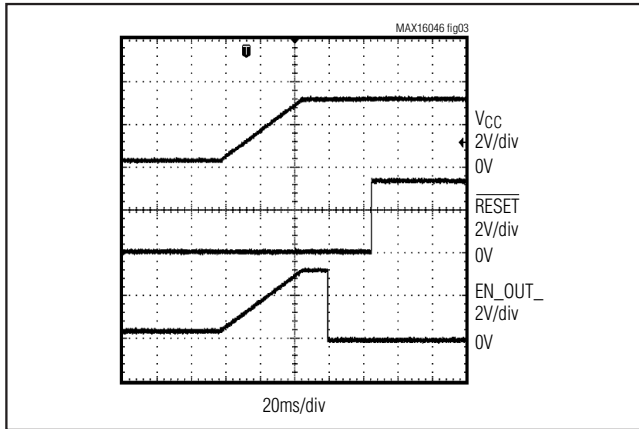 MAX16046 fig03
VCC
2V/div
0V
RESET
2V/div
0V
EN_OUT_
2V/div
0V
20ms/div